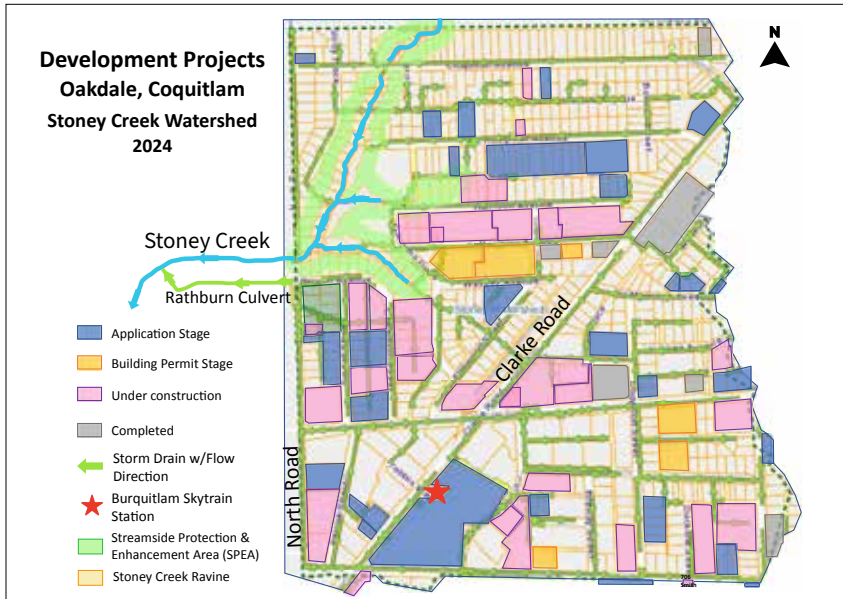 Development Projects
Oakdale, Coquitlam
Stoney Creek Watershed
2024
N
Stoney Creek
Rathburn Culvert
Application Stage
Building Permit Stage
Under construction
Completed
Storm Drain w/Flow
Direction
Burquitlam Skytrain
Station
Streamside Protection &
Enhancement Area (SPEA)
Stoney Creek Ravine
North Road
Clarke Road
705
Smith